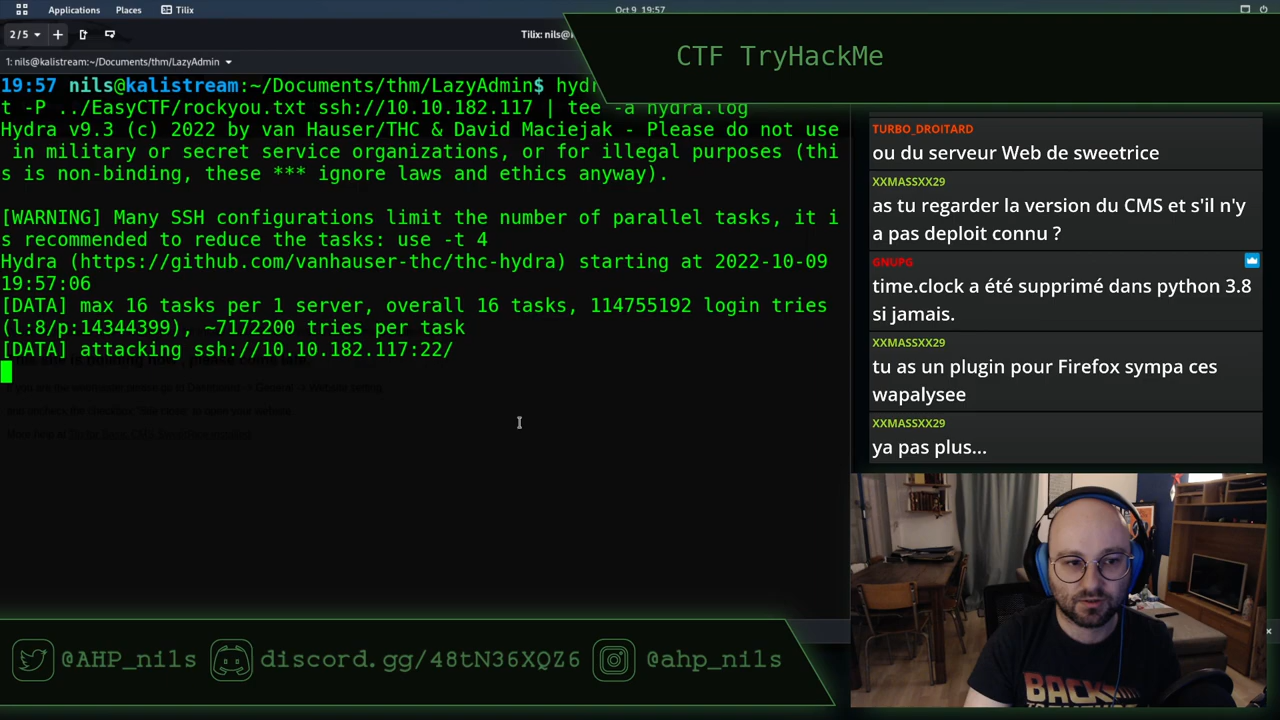 Applications Places Tilix
Oct 9 19:57
2/5
Tilix: nils@
1: nils@kalistream:~/Documents/thm/LazyAdmin
CTF TryHackMe
19:57 nils@kalistream:~/Documents/thm/LazyAdmin$ hydr
t -P ../EasyCTF/rockyou.txt ssh://10.10.182.117 | tee -a hydra.log
Hydra v9.3 (c) 2022 by van Hauser/THC & David Maciejak - Please do not use
in military or secret service organizations, or for illegal purposes (thi
s is non-binding, these *** ignore laws and ethics anyway).
[WARNING] Many SSH configurations limit the number of parallel tasks, it i
s recommended to reduce the tasks: use -t 4
Hydra (https://github.com/vanhauser-thc/thc-hydra) starting at 2022-10-09
19:57:06
[DATA] max 16 tasks per 1 server, overall 16 tasks, 114755192 login tries
(l:8/p:14344399), ~7172200 tries per task
[DATA] attacking ssh://10.10.182.117:22/
TURBO_DROITARD
ou du serveur Web de sweetrice
XXMASSXX29
as tu regarder la version du CMS et s'il n'y
a pas deploit connu ?
GNUPG
time.clock a été supprimé dans python 3.8
si jamais.
XXMASSXX29
tu as un plugin pour Firefox sympa ces
wapalysee
XXMASSXX29
ya pas plus...
BACK
@AHP_nils
discord.gg/48tN36XQZ6
@ahp_nils